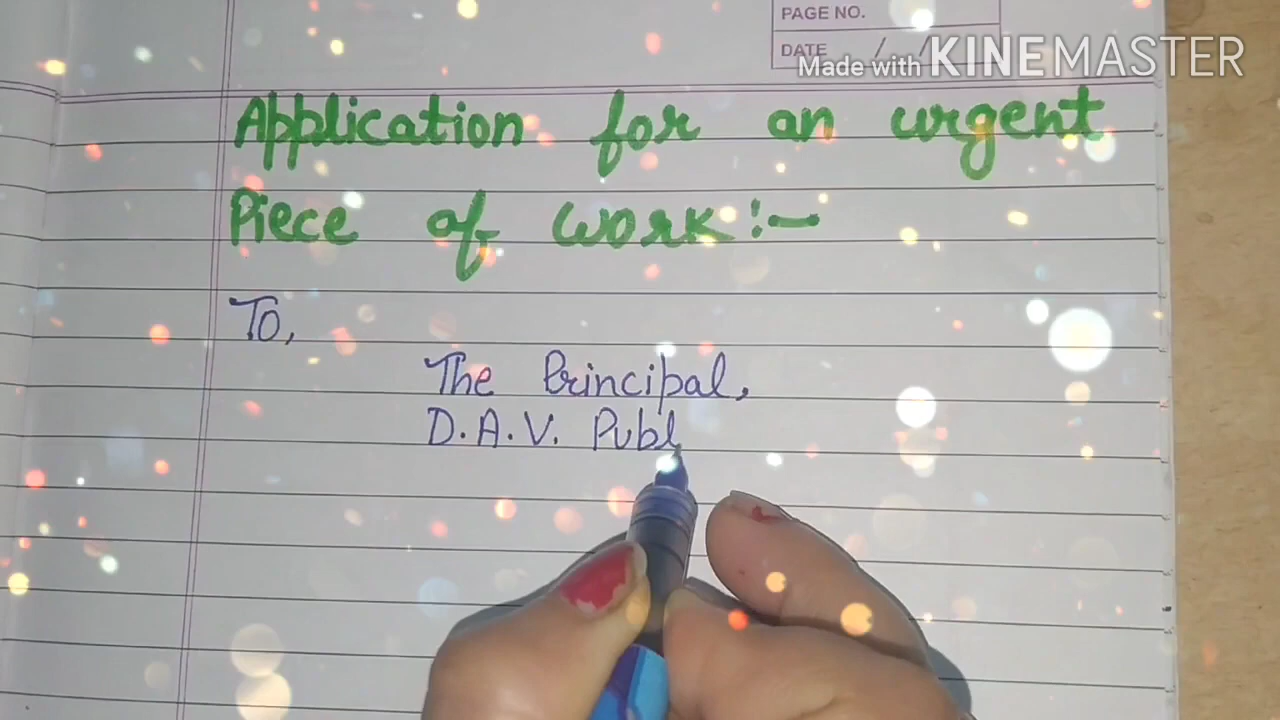 PAGE NO.
DATE / /
Made with KINEMASTER
Application for an urgent
Piece of work:-
To,
The Principal,
D.A.V. Publ